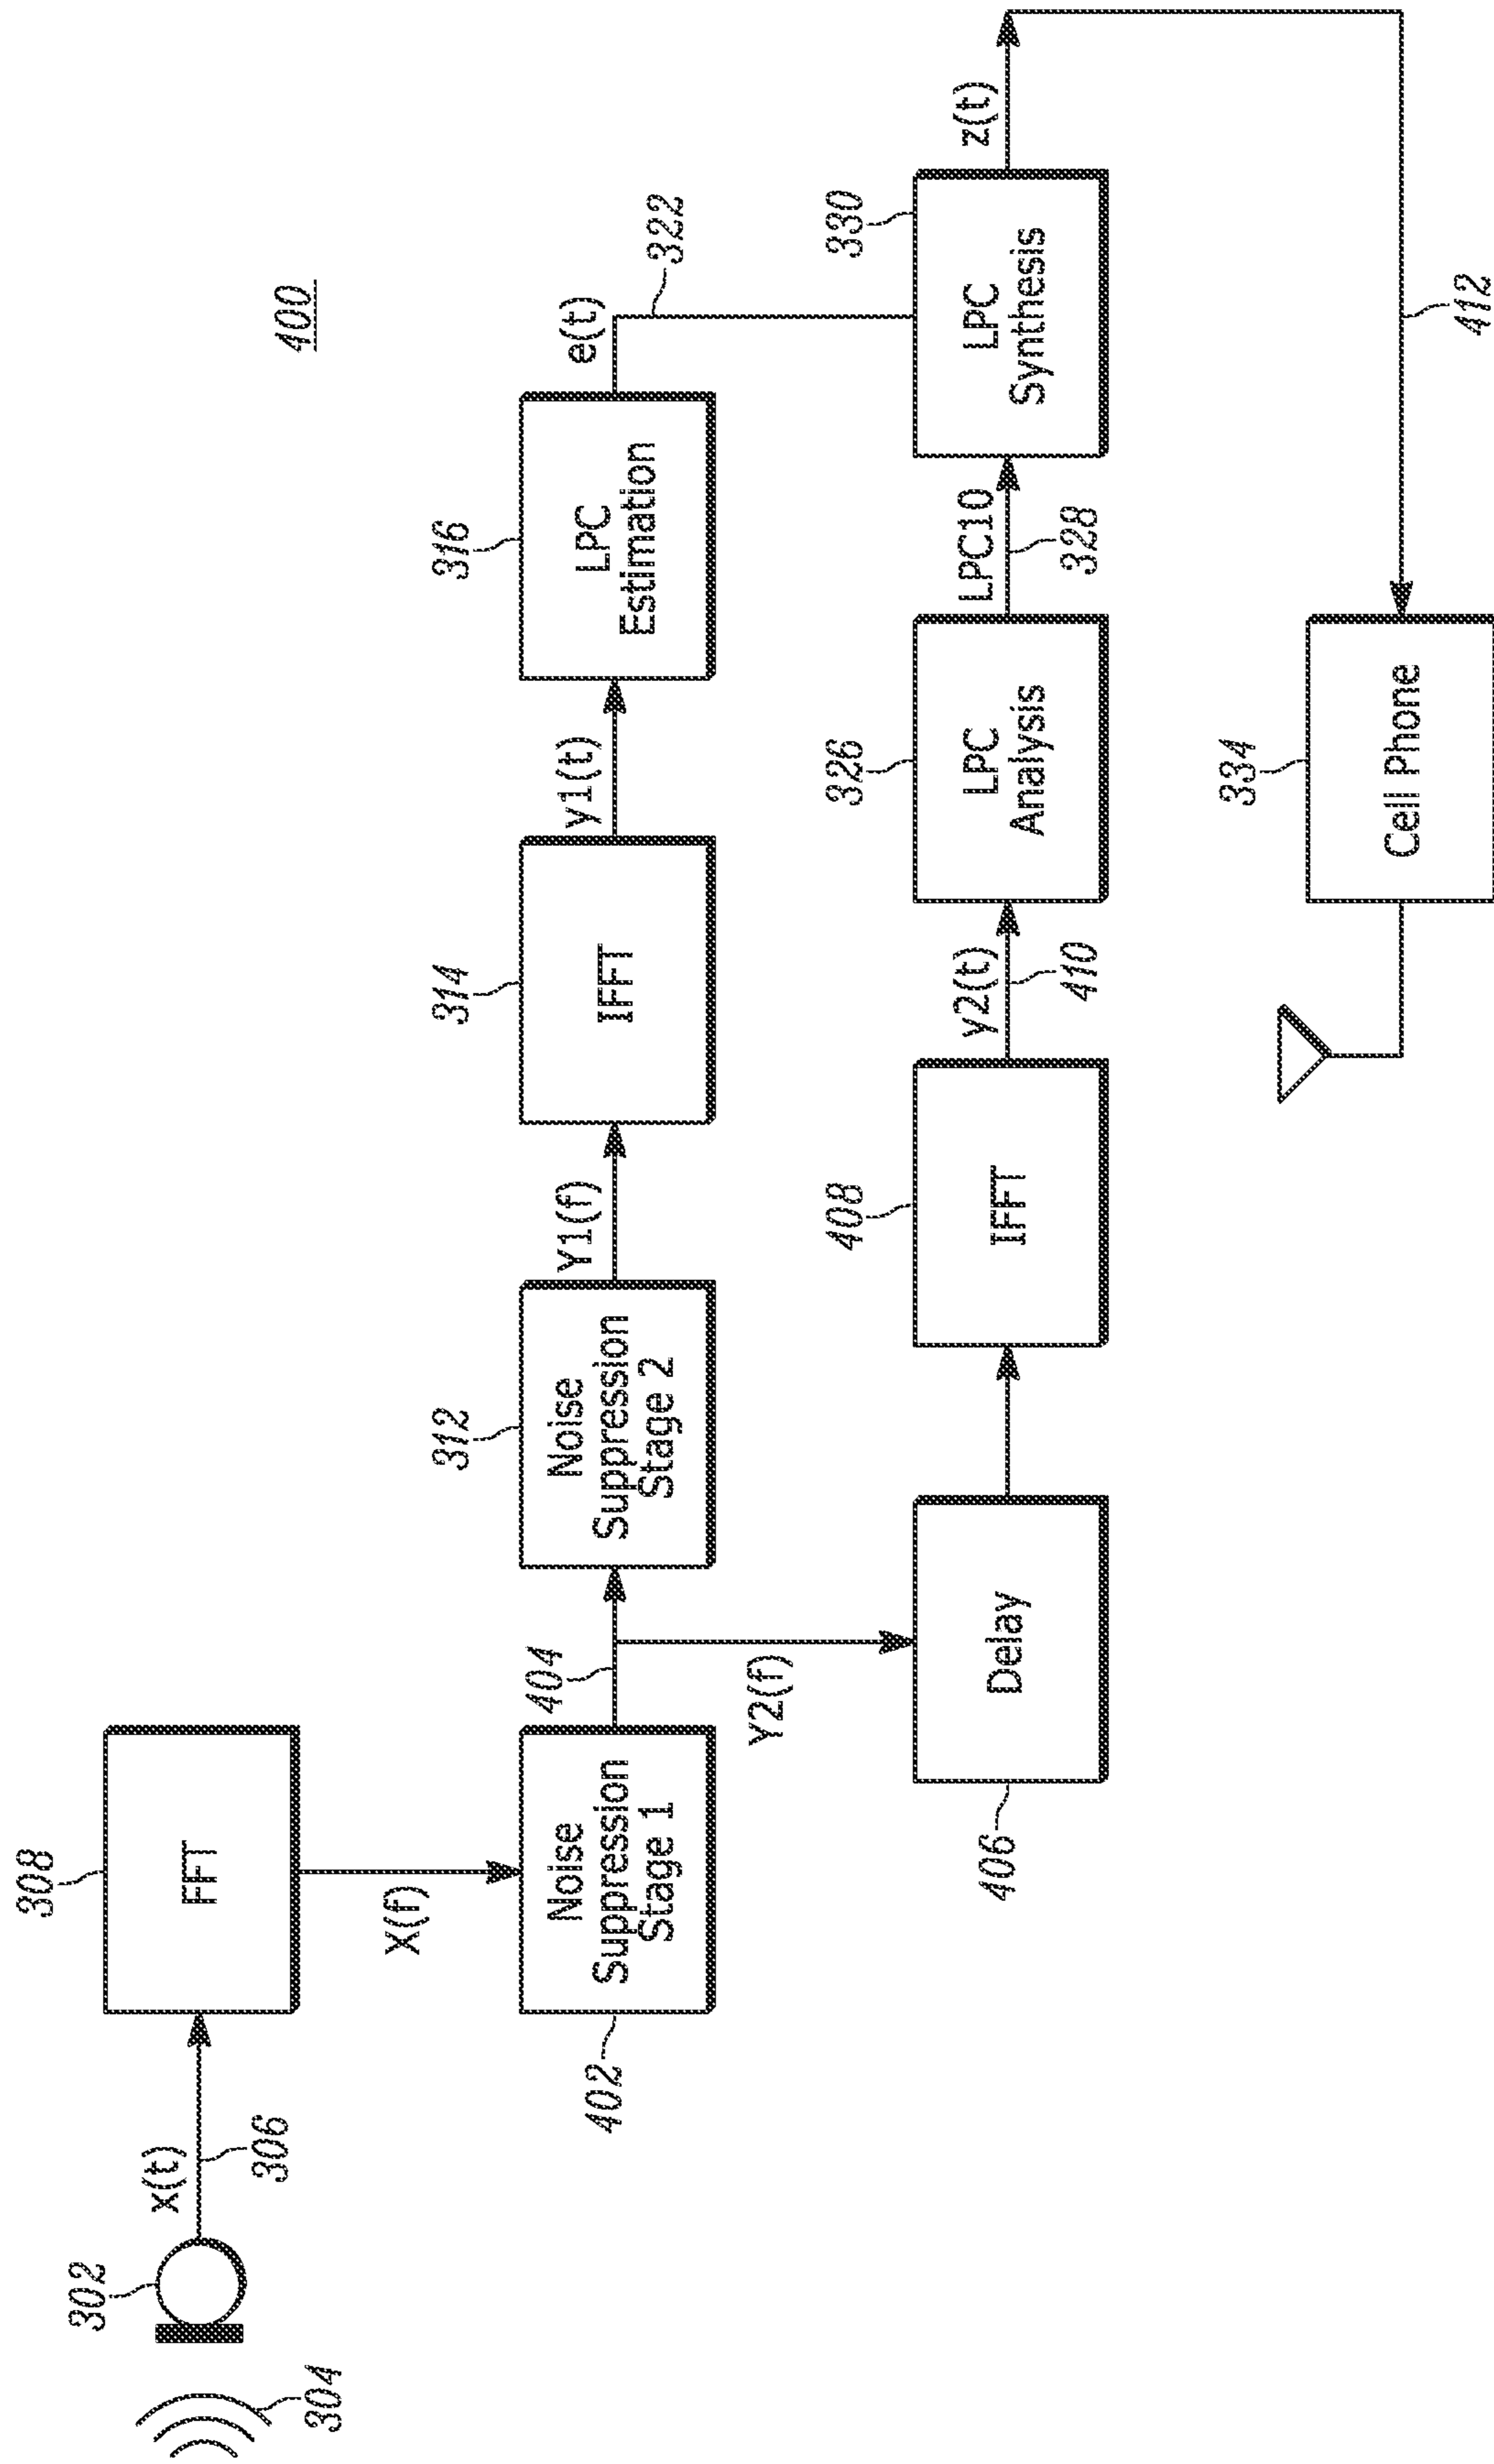 400
302
304
x(t)
306
308
FFT
X(f)
402
Noise
Suppression
Stage 1
404
Y2(f)
312
Noise
Suppression
Stage 2
Y1(f)
314
IFFT
y1(t)
316
LPC
Estimation
e(t)
322
406
Delay
408
IFFT
y2(t)
410
326
LPC
Analysis
LPC10
328
330
LPC
Synthesis
z(t)
412
334
Cell Phone